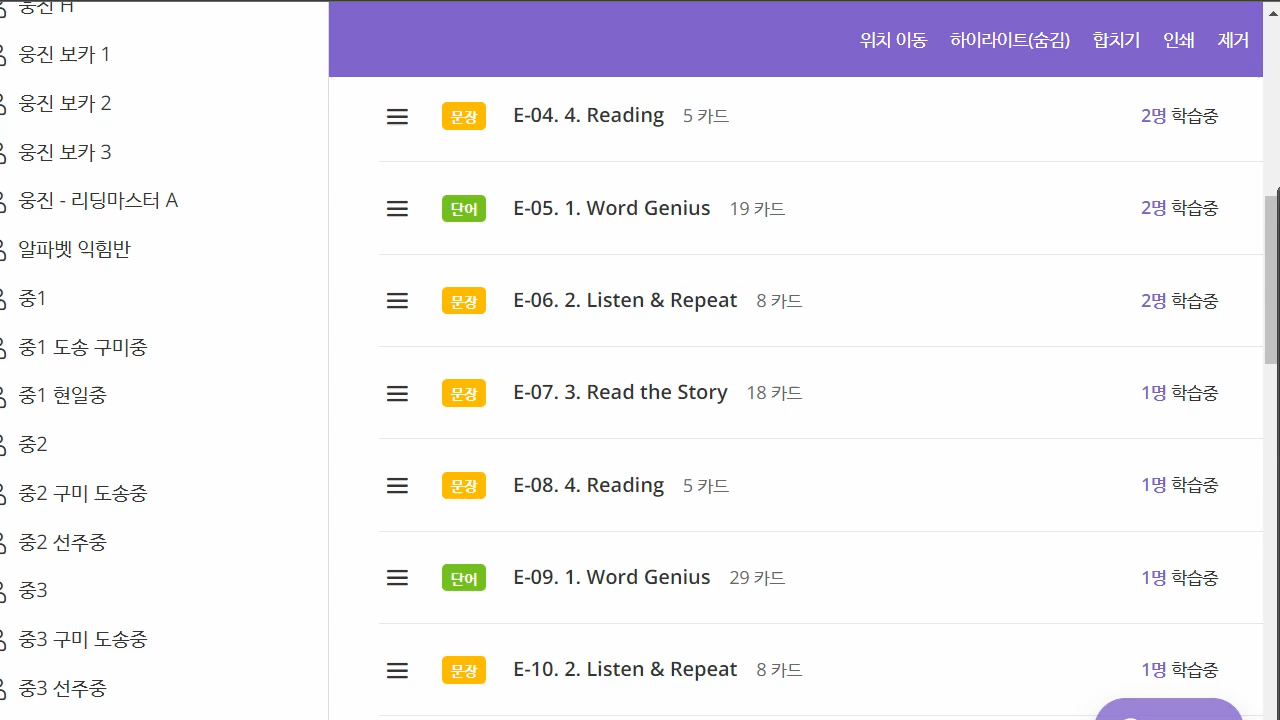 웅진 H
웅진 보카 1
웅진 보카 2
웅진 보카 3
웅진 - 리딩마스터 A
알파벳 익힘반
중1
중1 도송 구미중
중1 현일중
중2
중2 구미 도송중
중2 선주중
중3
중3 구미 도송중
중3 선주중
위치 이동 하이라이트(숨김) 합치기 인쇄 제거
문장 E-04. 4. Reading 5 카드 2명 학습중
단어 E-05. 1. Word Genius 19 카드 2명 학습중
문장 E-06. 2. Listen & Repeat 8 카드 2명 학습중
문장 E-07. 3. Read the Story 18 카드 1명 학습중
문장 E-08. 4. Reading 5 카드 1명 학습중
단어 E-09. 1. Word Genius 29 카드 1명 학습중
문장 E-10. 2. Listen & Repeat 8 카드 1명 학습중